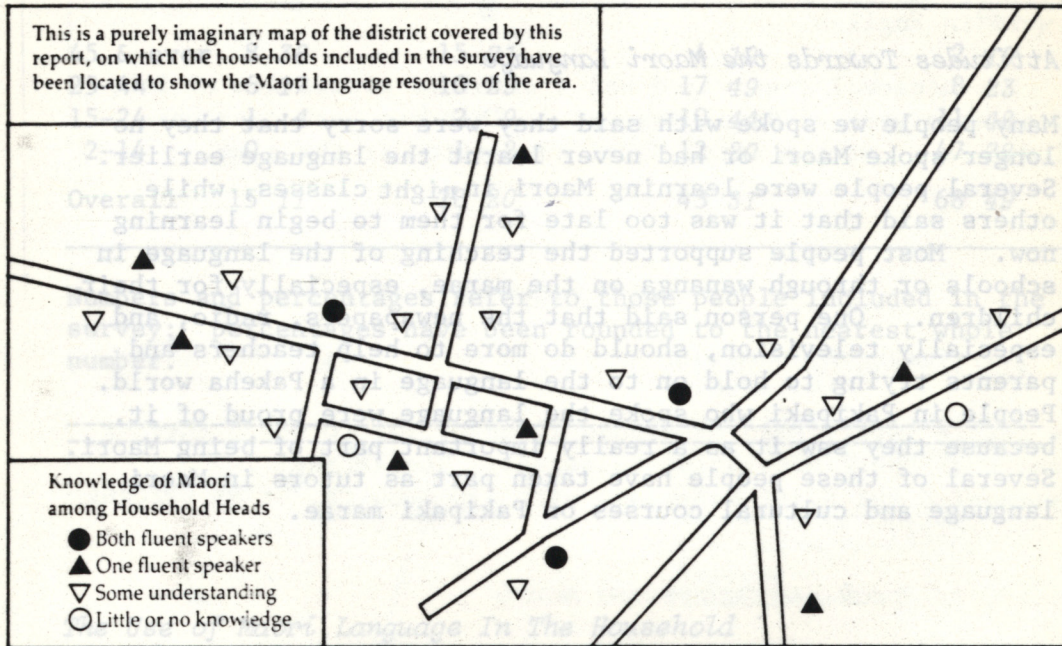 This is a purely imaginary map of the district covered by this
report, on which the households included in the survey have
been located to show the Māori language resources of the area.
Attitudes Towards the Maori Language
Many people we spoke with said they were sorry that they no
longer spoke Maori or had never learnt the language earlier.
Several people were learning Maori in night classes, while
others said that it was too late for them to begin learning
now. Most people supported the teaching of the language in
schools or through wananga on the marae, especially for their
children. One person said that the newspapers, radio, and
especially television, should do more to help teachers and
parents trying to hold on to the language in a Pakeha world.
People in Pakipaki who spoke the language were proud of it,
because they saw it as a really important part of being Maori.
Several of these people have taken part as tutors in Maori
language and cultural courses on Pakipaki marae.
Overall
Numbers and percentages refer to those people included in the
survey; percentages have been rounded to the nearest whole
number.
Knowledge of Māori
among Household Heads
Both fluent speakers
One fluent speaker
Some understanding
Little or no knowledge
The Use of Maori Language In The Household